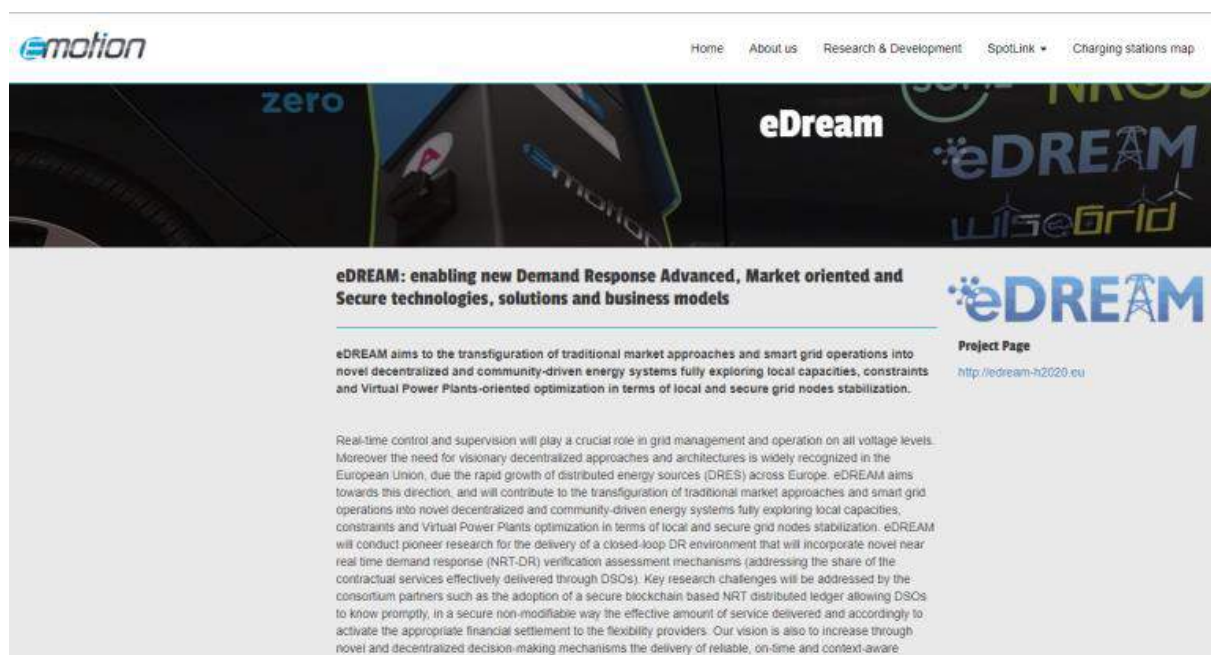 emotion
Home About us Research & Development SpotLink Charging stations map
zero
eDream
eDREAM
wiseGrid
emotion
eDREAM: enabling new Demand Response Advanced, Market oriented and
Secure technologies, solutions and business models
eDREAM
Project Page
http://edream-h2020.eu
eDREAM aims to the transfiguration of traditional market approaches and smart grid operations into
novel decentralized and community-driven energy systems fully exploring local capacities, constraints
and Virtual Power Plants-oriented optimization in terms of local and secure grid nodes stabilization.
Real-time control and supervision will play a crucial role in grid management and operation on all voltage levels.
Moreover the need for visionary decentralized approaches and architectures is widely recognized in the
European Union, due the rapid growth of distributed energy sources (DRES) across Europe. eDREAM aims
towards this direction, and will contribute to the transfiguration of traditional market approaches and smart grid
operations into novel decentralized and community-driven energy systems fully exploring local capacities,
constraints and Virtual Power Plants optimization in terms of local and secure grid nodes stabilization. eDREAM
will conduct pioneer research for the delivery of a closed-loop DR environment that will incorporate novel near
real time demand response (NRT-DR) verification assessment mechanisms (addressing the share of the
contractual services effectively delivered through DSOs). Key research challenges will be addressed by the
consortium partners such as the adoption of a secure blockchain based NRT distributed ledger allowing DSOs
to know promptly, in a secure non-modifiable way the effective amount of service delivered and accordingly to
activate the appropriate financial settlement to the flexibility providers. Our vision is also to increase through
novel and decentralized decision-making mechanisms the delivery of reliable, on-time and context-aware